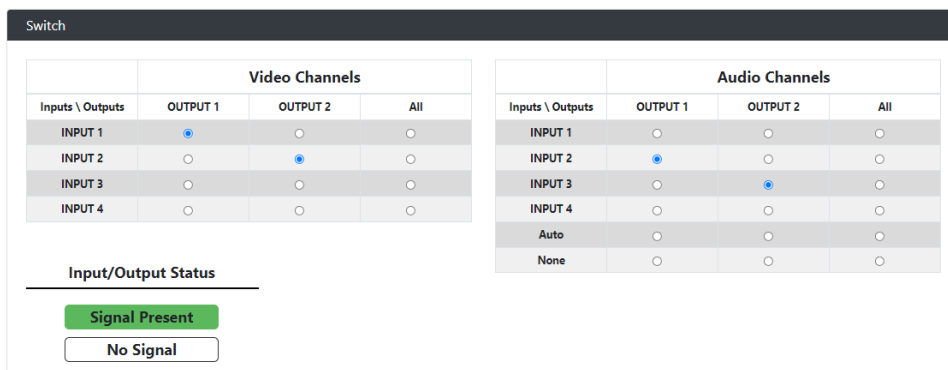 Switch
Video Channels
Inputs \ Outputs OUTPUT 1 OUTPUT 2 All
INPUT 1
INPUT 2
INPUT 3
INPUT 4
Audio Channels
Inputs \ Outputs OUTPUT 1 OUTPUT 2 All
INPUT 1
INPUT 2
INPUT 3
INPUT 4
Auto
None
Input/Output Status
Signal Present
No Signal